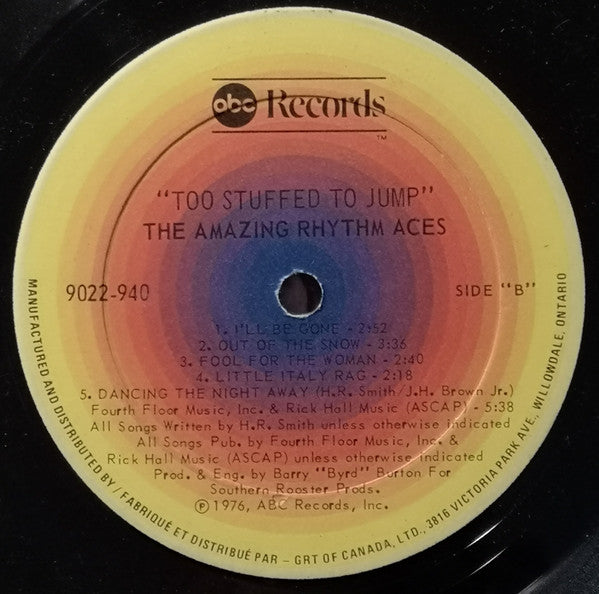 abc Records
TM
"TOO STUFFED TO JUMP"
THE AMAZING RHYTHM ACES
9022-940
SIDE "B"
1. I'LL BE GONE - 2:52
2. OUT OF THE SNOW - 3:36
3. FOOL FOR THE WOMAN - 2:40
4. LITTLE ITALY RAG - 2:18
5. DANCING THE NIGHT AWAY (H.R. Smith/J.H. Brown Jr.)
Fourth Floor Music, Inc. & Rick Hall Music (ASCAP) - 5:38
All Songs Written by H.R. Smith unless otherwise indicated
All Songs Pub. by Fourth Floor Music, Inc. &
Rick Hall Music (ASCAP) unless otherwise indicated
Prod. & Eng. by Barry "Byrd" Burton For
Southern Rooster Prods.
℗ 1976, ABC Records, Inc.
MANUFACTURED AND DISTRIBUTED BY / FABRIQUÉ ET DISTRIBUÉ PAR - GRT OF CANADA, LTD., 3816 VICTORIA PARK AVE., WILLOWDALE, ONTARIO